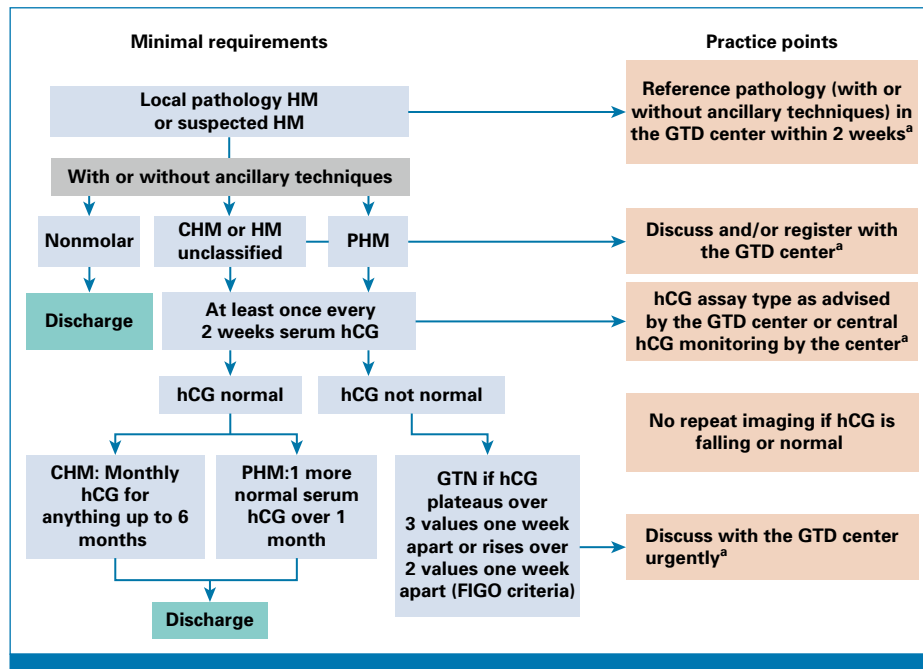 Minimal requirements
Practice points
Local pathology HM
or suspected HM
Reference pathology (with or
without ancillary techniques) in
the GTD center within 2 weeksᵃ
With or without ancillary techniques
Nonmolar
CHM or HM
unclassified
PHM
Discuss and/or register with
the GTD centerᵃ
Discharge
At least once every
2 weeks serum hCG
hCG assay type as advised
by the GTD center or central
hCG monitoring by the centerᵃ
hCG normal
hCG not normal
No repeat imaging if hCG is
falling or normal
CHM: Monthly
hCG for
anything up to 6
months
PHM:1 more
normal serum
hCG over 1
month
GTN if hCG
plateaus over
3 values one week
apart or rises over
2 values one week
apart (FIGO criteria)
Discuss with the GTD center
urgentlyᵃ
Discharge